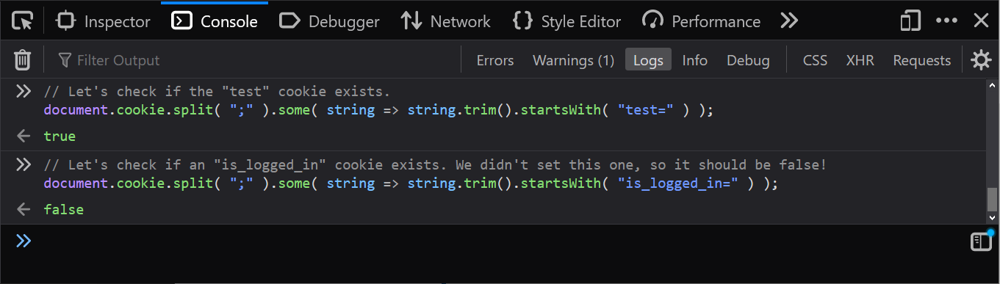 Inspector Console Debugger Network Style Editor Performance
Filter Output Errors Warnings (1) Logs Info Debug CSS XHR Requests
// Let's check if the "test" cookie exists.
document.cookie.split( ";" ).some( string => string.trim().startsWith( "test=" ) );
true
// Let's check if an "is_logged_in" cookie exists. We didn't set this one, so it should be false!
document.cookie.split( ";" ).some( string => string.trim().startsWith( "is_logged_in=" ) );
false